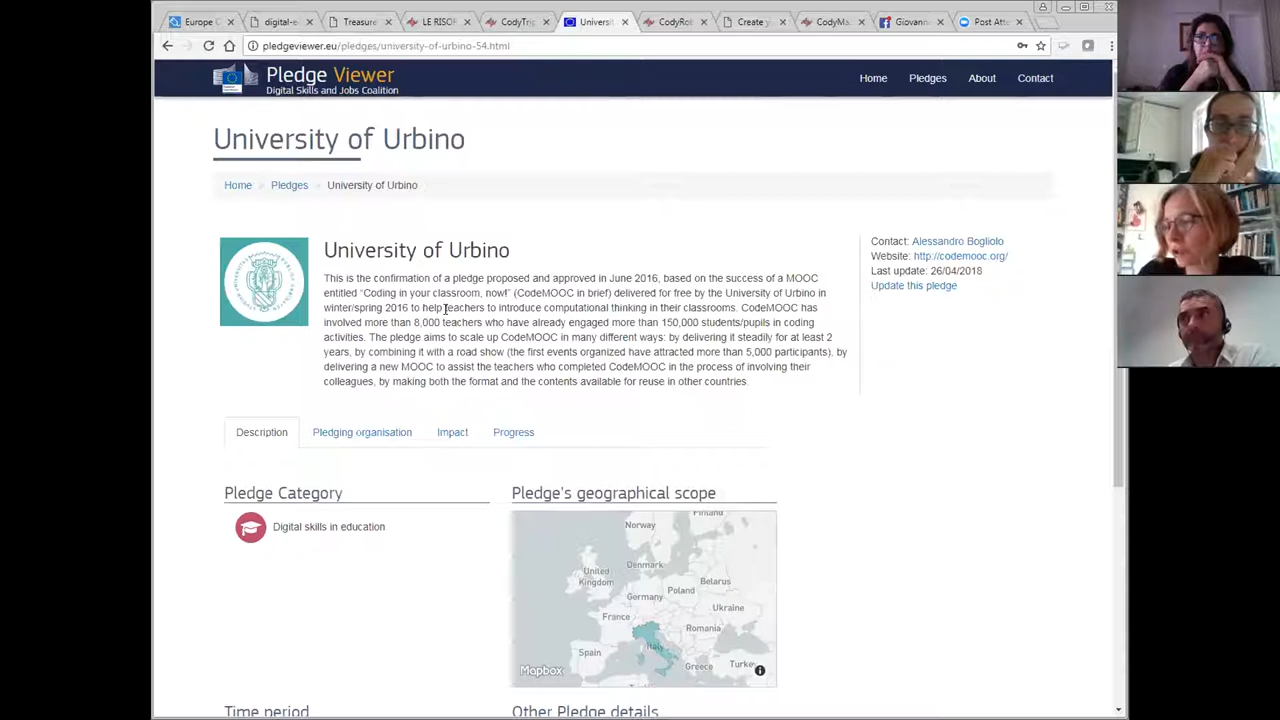 Europe C
digital-e
Treasure
LE RISOR
CodyTrip
Universit
CodyRo
Create y
CodyMa
Giovann
Post Atte
pledgeviewer.eu/pledges/university-of-urbino-54.html
Pledge Viewer
Digital Skills and Jobs Coalition
Home
Pledges
About
Contact
University of Urbino
Home
Pledges
University of Urbino
University of Urbino
This is the confirmation of a pledge proposed and approved in June 2016, based on the success of a MOOC
entitled “Coding in your classroom, now!” (CodeMOOC in brief) delivered for free by the University of Urbino in
winter/spring 2016 to help teachers to introduce computational thinking in their classrooms. CodeMOOC has
involved more than 8,000 teachers who have already engaged more than 150,000 students/pupils in coding
activities. The pledge aims to scale up CodeMOOC in many different ways: by delivering it steadily for at least 2
years, by combining it with a road show (the first events organized have attracted more than 5,000 participants), by
delivering a new MOOC to assist the teachers who completed CodeMOOC in the process of involving their
colleagues, by making both the format and the contents available for reuse in other countries.
Contact: Alessandro Bogliolo
Website: http://codemooc.org/
Last update: 26/04/2018
Update this pledge
Description
Pledging organisation
Impact
Progress
Pledge Category
Digital skills in education
Pledge's geographical scope
Norway
Finland
United
Kingdom
Denmark
Belarus
Poland
Germany
Ukraine
France
Romania
Italy
Spain
Greece
Turke
Mapbox
Time period
Other Pledge details